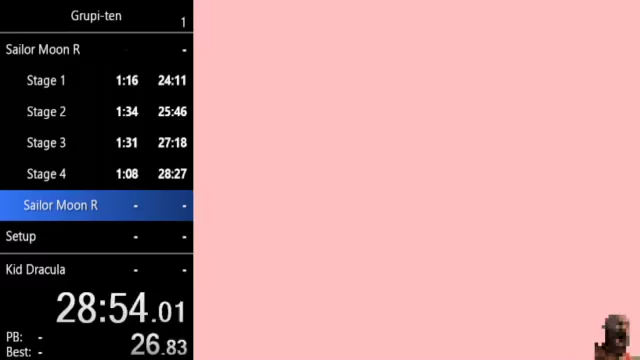 Grupi-ten
1
Sailor Moon R -
Stage 1 1:16 24:11
Stage 2 1:34 25:46
Stage 3 1:31 27:18
Stage 4 1:08 28:27
Sailor Moon R - -
Setup - -
Kid Dracula - -
28:54.01
PB: -
Best: - 26.83